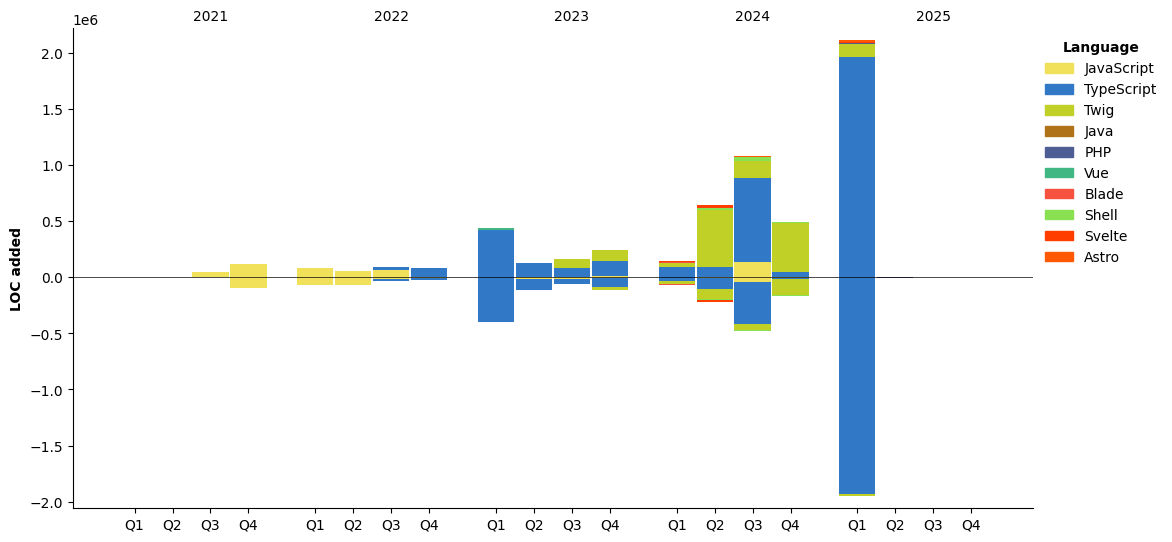 1e6
2021 2022 2023 2024 2025
2.0
1.5
1.0
0.5
0.0
−0.5
−1.0
−1.5
−2.0
LOC added
Q1 Q2 Q3 Q4 Q1 Q2 Q3 Q4 Q1 Q2 Q3 Q4 Q1 Q2 Q3 Q4 Q1 Q2 Q3 Q4
Language
JavaScript
TypeScript
Twig
Java
PHP
Vue
Blade
Shell
Svelte
Astro